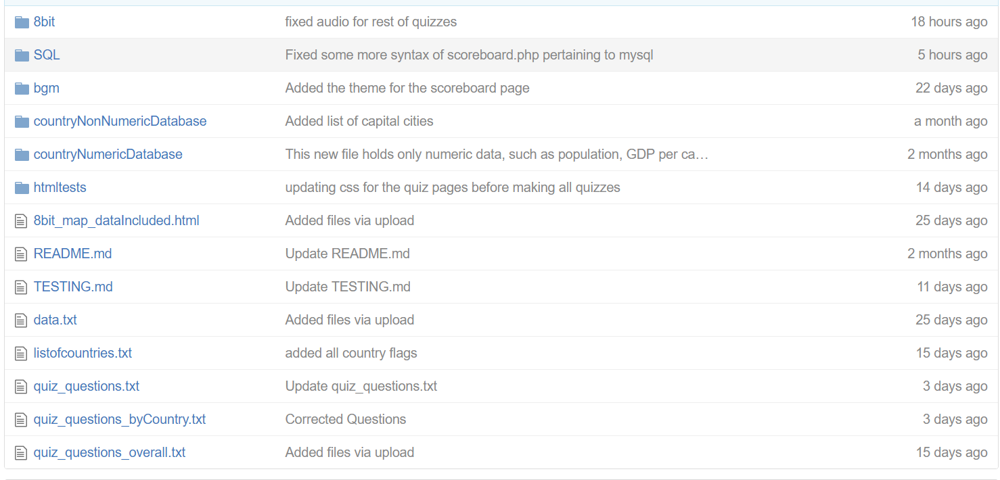 8bit fixed audio for rest of quizzes 18 hours ago
SQL Fixed some more syntax of scoreboard.php pertaining to mysql 5 hours ago
bgm Added the theme for the scoreboard page 22 days ago
countryNonNumericDatabase Added list of capital cities a month ago
countryNumericDatabase This new file holds only numeric data, such as population, GDP per ca… 2 months ago
htmltests updating css for the quiz pages before making all quizzes 14 days ago
8bit_map_dataIncluded.html Added files via upload 25 days ago
README.md Update README.md 2 months ago
TESTING.md Update TESTING.md 11 days ago
data.txt Added files via upload 25 days ago
listofcountries.txt added all country flags 15 days ago
quiz_questions.txt Update quiz_questions.txt 3 days ago
quiz_questions_byCountry.txt Corrected Questions 3 days ago
quiz_questions_overall.txt Added files via upload 15 days ago